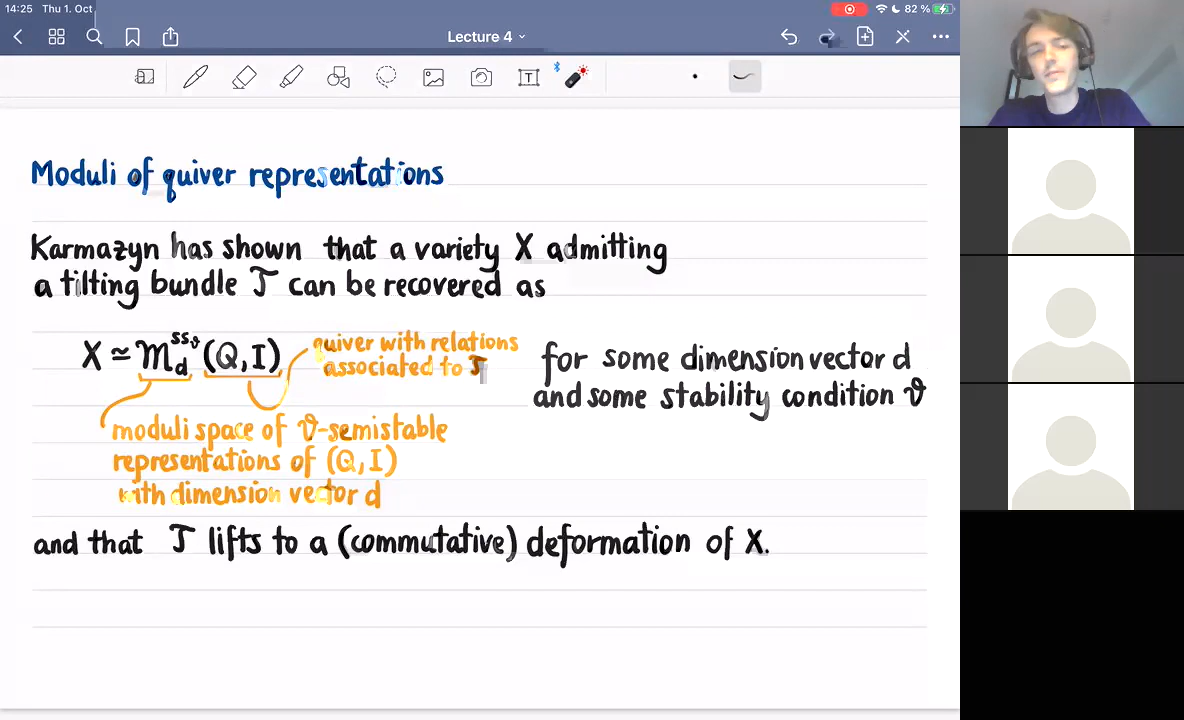 14:25 Thu 1. Oct 82 %
Lecture 4
Moduli of quiver representations
Karmazyn has shown that a variety X admitting
a tilting bundle 𝒯 can be recovered as
X ≃ 𝓜_d^{ss_ϑ} (Q, I)
quiver with relations
associated to 𝒯
for some dimension vector d
and some stability condition ϑ
moduli space of ϑ-semistable
representations of (Q, I)
with dimension vector d
and that 𝒯 lifts to a (commutative) deformation of X.